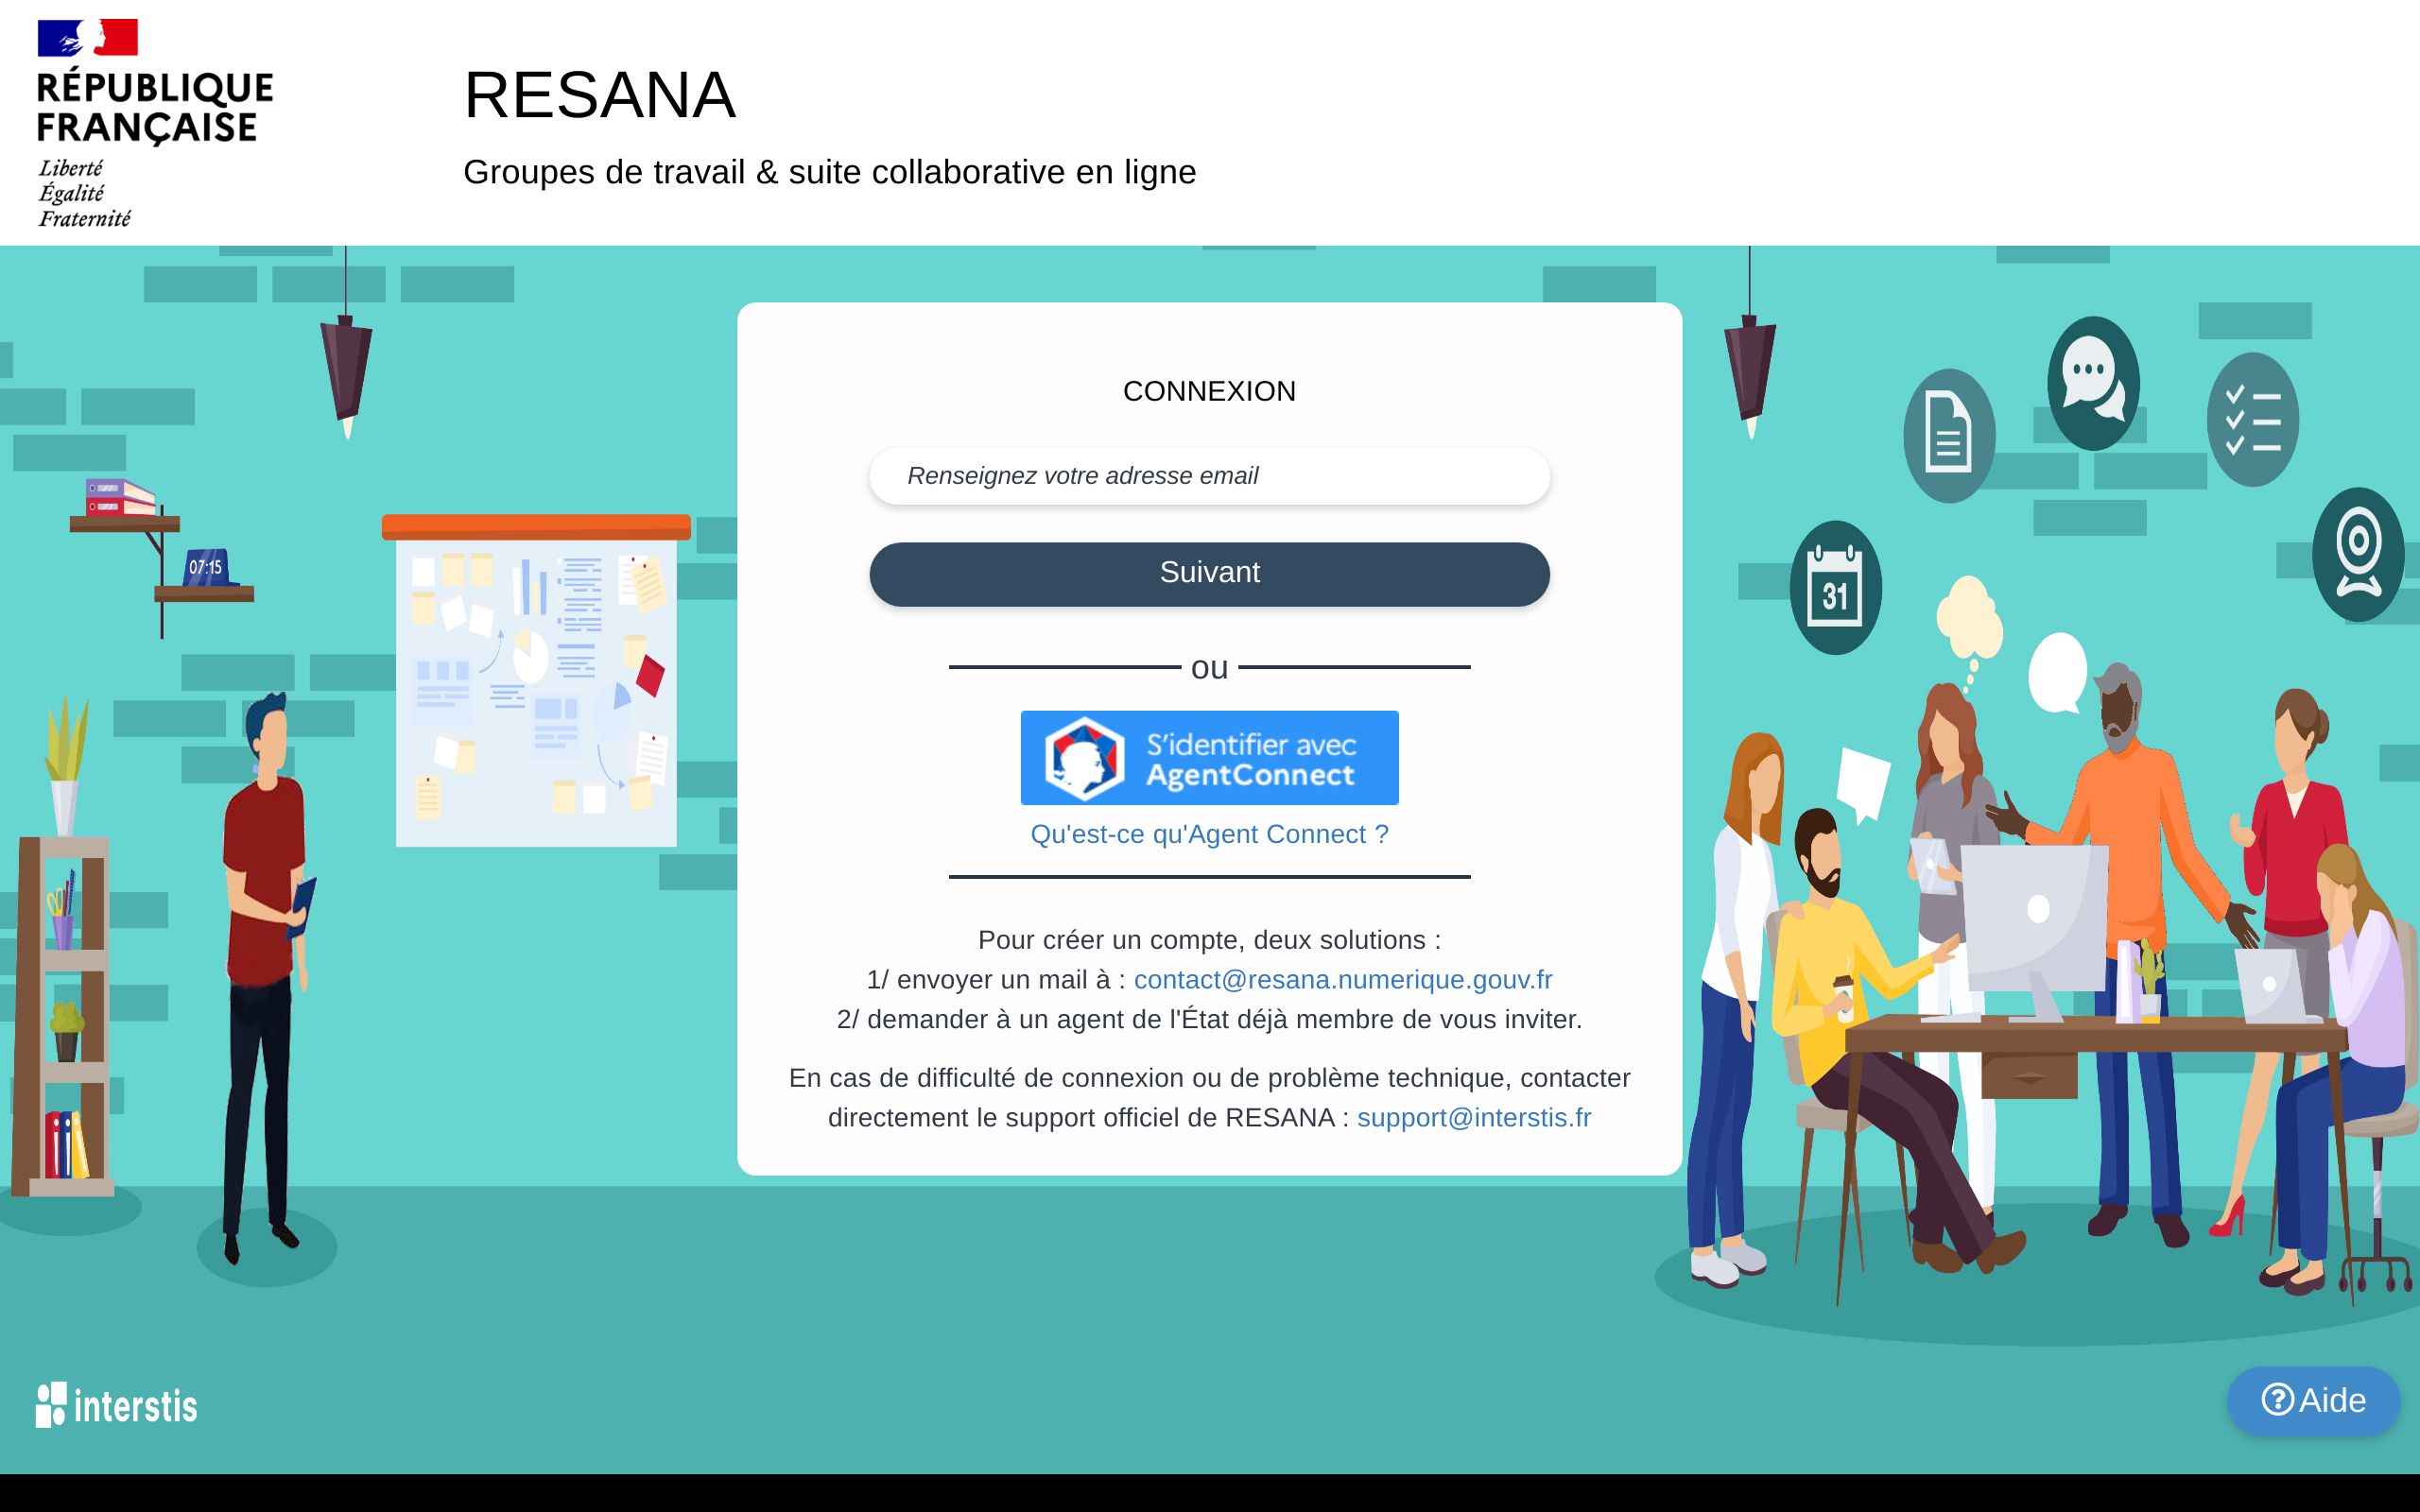 RÉPUBLIQUE
FRANÇAISE
Liberté
Égalité
Fraternité
RESANA
Groupes de travail & suite collaborative en ligne
CONNEXION
Renseignez votre adresse email
Suivant
ou
S'identifier avec
AgentConnect
Qu'est-ce qu'Agent Connect ?
Pour créer un compte, deux solutions :
1/ envoyer un mail à : contact@resana.numerique.gouv.fr
2/ demander à un agent de l'État déjà membre de vous inviter.
En cas de difficulté de connexion ou de problème technique, contacter
directement le support officiel de RESANA : support@interstis.fr
07:15
31
interstis
Aide